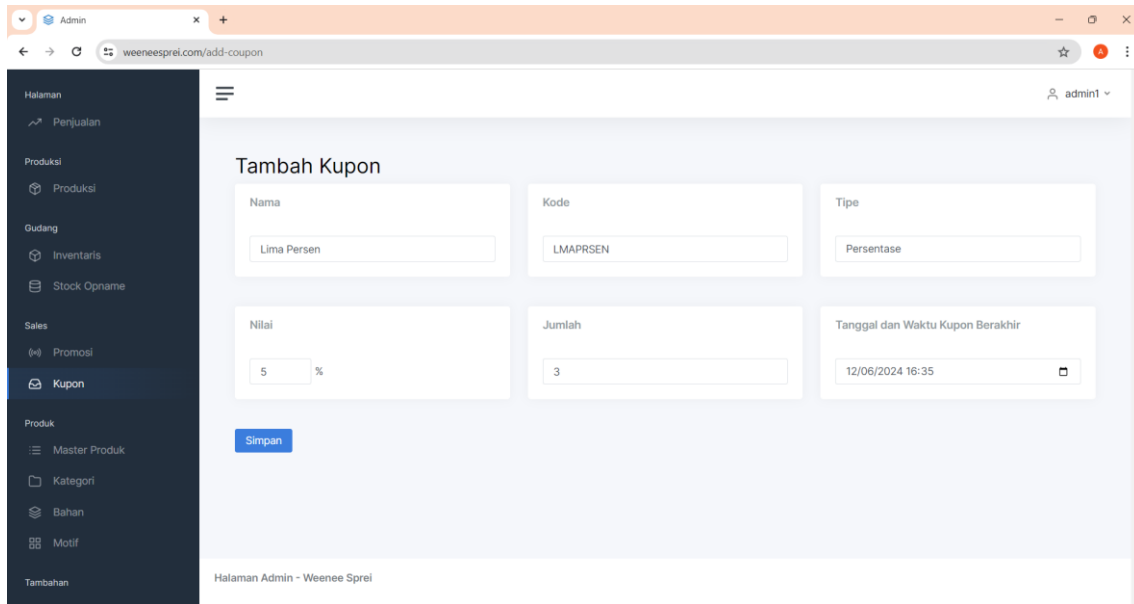 Admin
weeneesprei.com/add-coupon
A
Halaman
Penjualan
Produksi
Produksi
Gudang
Inventaris
Stock Opname
Sales
Promosi
Kupon
Produk
Master Produk
Kategori
Bahan
Motif
Tambahan
admin1
Tambah Kupon
Nama
Lima Persen
Kode
LMAPRSEN
Tipe
Persentase
Nilai
5 %
Jumlah
3
Tanggal dan Waktu Kupon Berakhir
12/06/2024 16:35
Simpan
Halaman Admin - Weenee Sprei